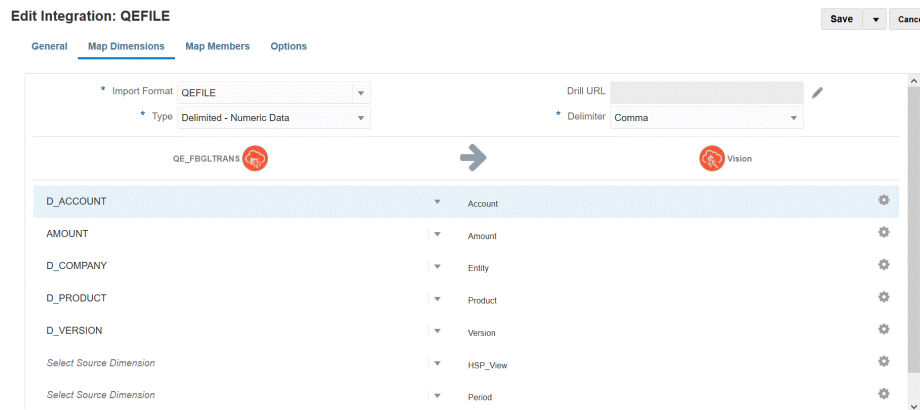 Edit Integration: QEFILE
Save
Cance
General Map Dimensions Map Members Options
* Import Format QEFILE Drill URL
* Type Delimited - Numeric Data * Delimiter Comma
QE_FBGLTRANS Vision
D_ACCOUNT Account
AMOUNT Amount
D_COMPANY Entity
D_PRODUCT Product
D_VERSION Version
Select Source Dimension HSP_View
Select Source Dimension Period